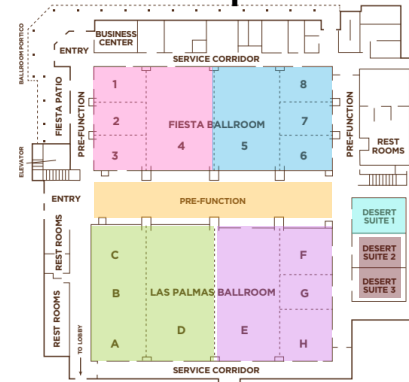 BUSINESS
CENTER
ENTRY
SERVICE CORRIDOR
BALLROOM PORTICO
FIESTA PATIO
PRE-FUNCTION
1
2
3
4
FIESTA BALLROOM
5
8
7
6
PRE-FUNCTION
REST
ROOMS
ELEVATOR
ENTRY
PRE-FUNCTION
DESERT
SUITE 1
DESERT
SUITE 2
DESERT
SUITE 3
REST ROOMS
REST ROOMS
C
B
A
LAS PALMAS BALLROOM
D
E
F
G
H
TO LOBBY
SERVICE CORRIDOR